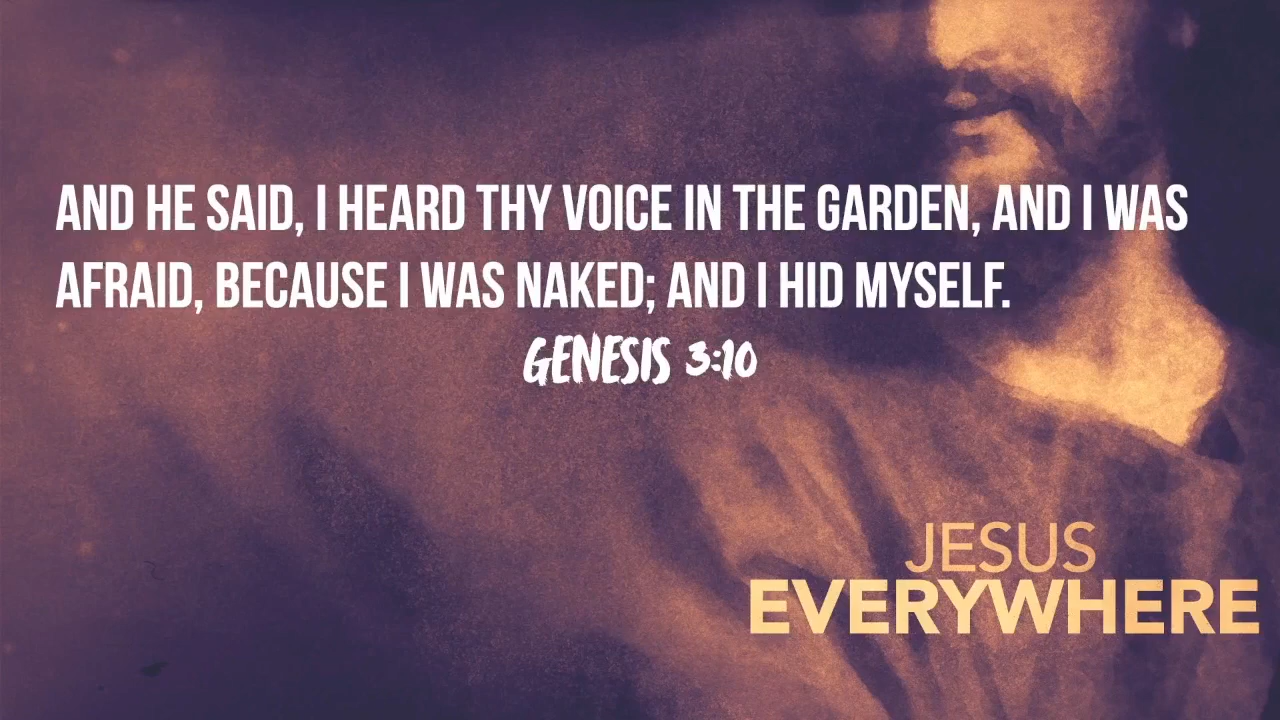 AND HE SAID, I HEARD THY VOICE IN THE GARDEN, AND I WAS
AFRAID, BECAUSE I WAS NAKED; AND I HID MYSELF.
GENESIS 3:10
JESUS
EVERYWHERE